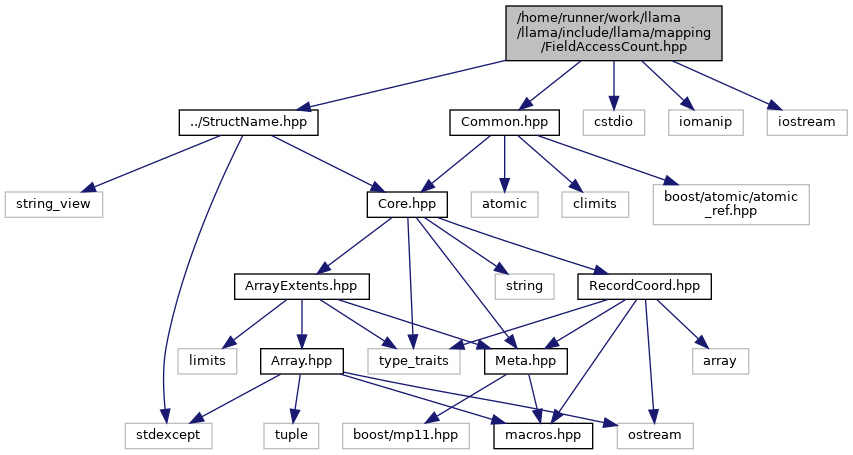 /home/runner/work/llama
/llama/include/llama/mapping
/FieldAccessCount.hpp
../StructName.hpp
Common.hpp
cstdio
iomanip
iostream
string_view
Core.hpp
atomic
climits
boost/atomic/atomic
_ref.hpp
ArrayExtents.hpp
string
RecordCoord.hpp
limits
Array.hpp
type_traits
Meta.hpp
array
stdexcept
tuple
boost/mp11.hpp
macros.hpp
ostream